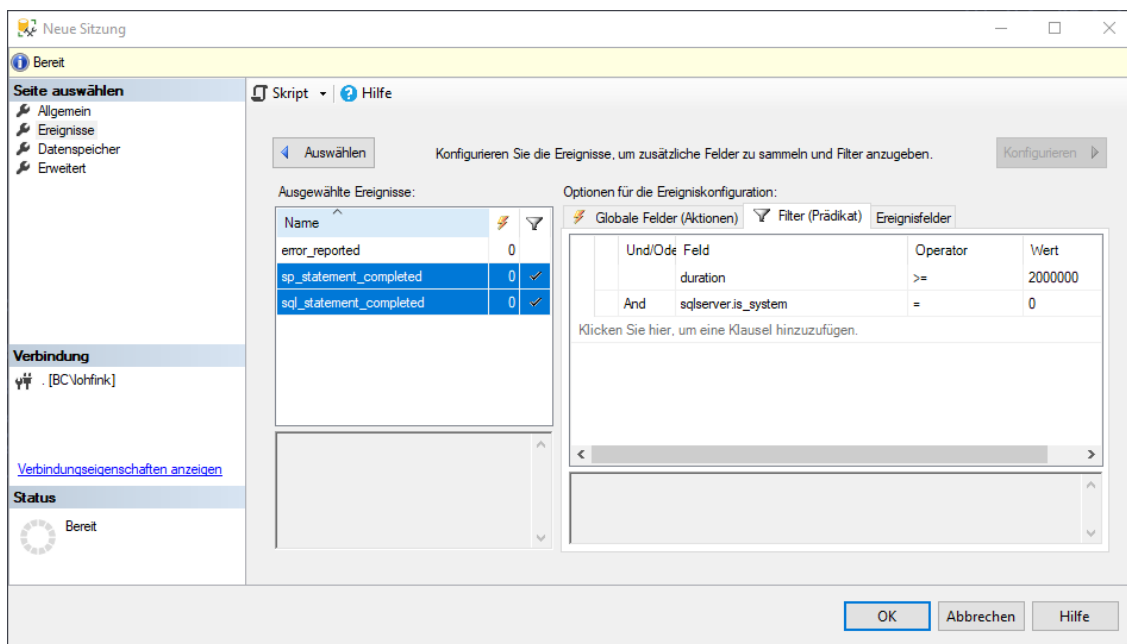 Neue Sitzung
Bereit
Seite auswählen
Allgemein
Ereignisse
Datenspeicher
Erweitert
Skript Hilfe
Auswählen
Konfigurieren Sie die Ereignisse, um zusätzliche Felder zu sammeln und Filter anzugeben.
Konfigurieren
Ausgewählte Ereignisse:
Name
error_reported 0
sp_statement_completed 0
sql_statement_completed 0
Optionen für die Ereigniskonfiguration:
Globale Felder (Aktionen) Filter (Prädikat) Ereignisfelder
Und/Ode Feld Operator Wert
duration >= 2000000
And sqlserver.is_system = 0
Klicken Sie hier, um eine Klausel hinzuzufügen.
Verbindung
. [BC\lohfink]
Verbindungseigenschaften anzeigen
Status
Bereit
OK Abbrechen Hilfe